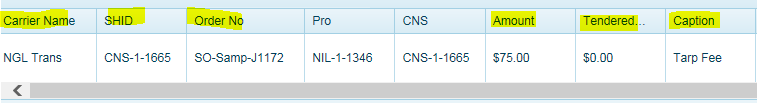 Carrier Name SHID Order No Pro CNS Amount Tendered... Caption
NGL Trans CNS-1-1665 SO-Samp-J1172 NIL-1-1346 CNS-1-1665 $75.00 $0.00 Tarp Fee